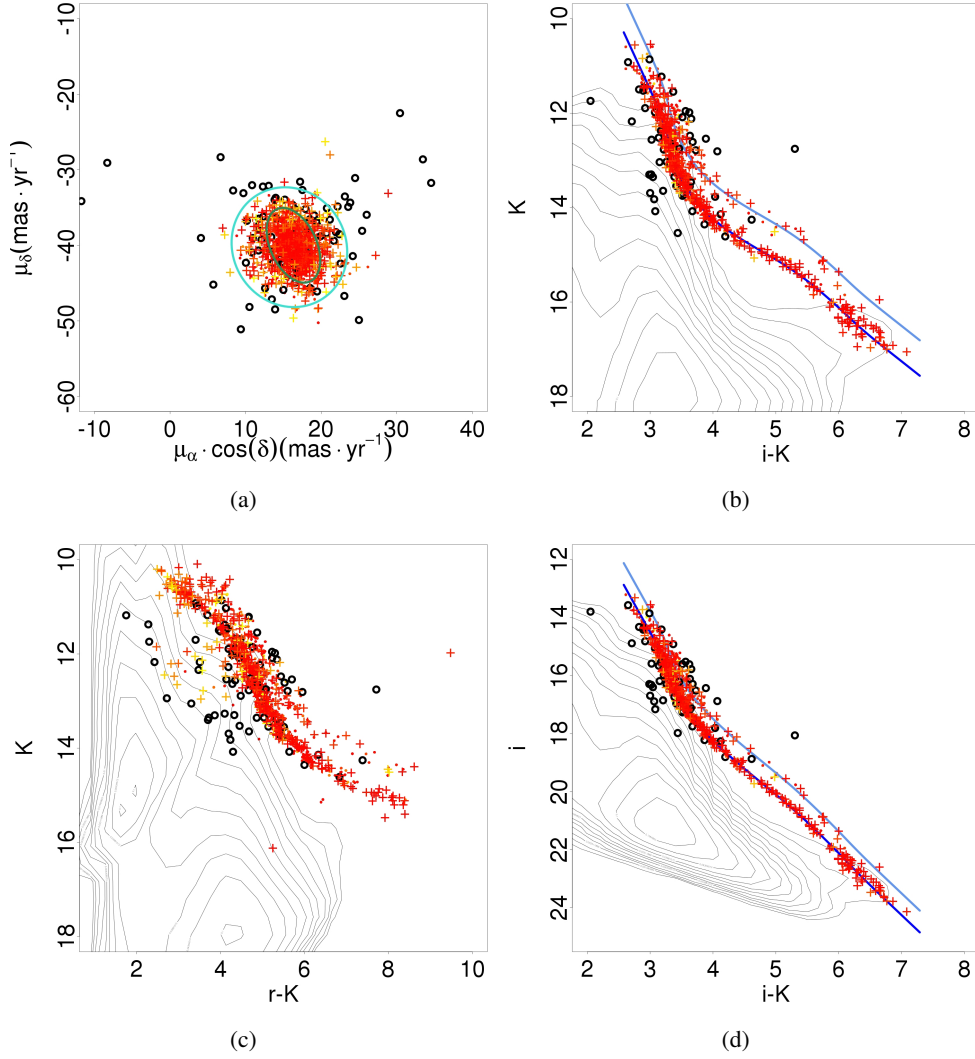 -10
-20
-30
-40
-50
-60
μδ(mas · yr⁻¹)
-10 0 10 20 30 40
μα · cos(δ)(mas · yr⁻¹)
(a)
10
12
14
16
18
K
2 3 4 5 6 7 8
i-K
(b)
10
12
14
16
18
K
2 4 6 8 10
r-K
(c)
12
14
16
18
20
22
24
i
2 3 4 5 6 7 8
i-K
(d)